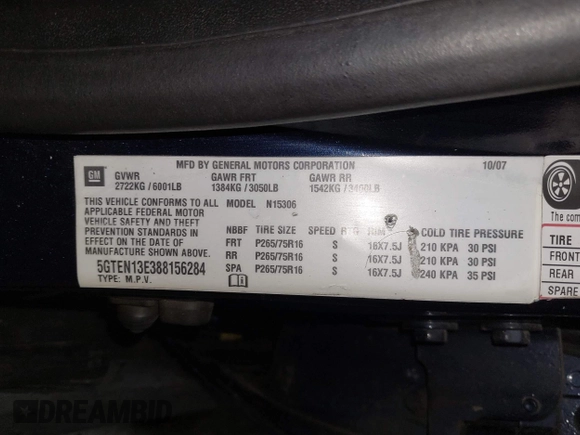 MFD BY GENERAL MOTORS CORPORATION 10/07
GM
GVWR GAWR FRT GAWR RR
2722KG / 6001LB 1384KG / 3050LB 1542KG / 3400LB
THIS VEHICLE CONFORMS TO ALL MODEL N15306
APPLICABLE FEDERAL MOTOR
VEHICLE SAFETY AND THEFT
PREVENTION STANDARDS IN
EFFECT ON THE DATE OF
MANUFACTURE SHOWN ABOVE.
5GTEN13E388156284
TYPE: M.P.V.
NBBF TIRE SIZE SPEED RTG RIM COLD TIRE PRESSURE
FRT P265/75R16 S 16X7.5J 210 KPA 30 PSI
RR P265/75R16 S 16X7.5J 210 KPA 30 PSI
SPA P265/75R16 S 16X7.5J 240 KPA 35 PSI
The com
TIRE
FRONT
REAR
SPARE
DREAMBID